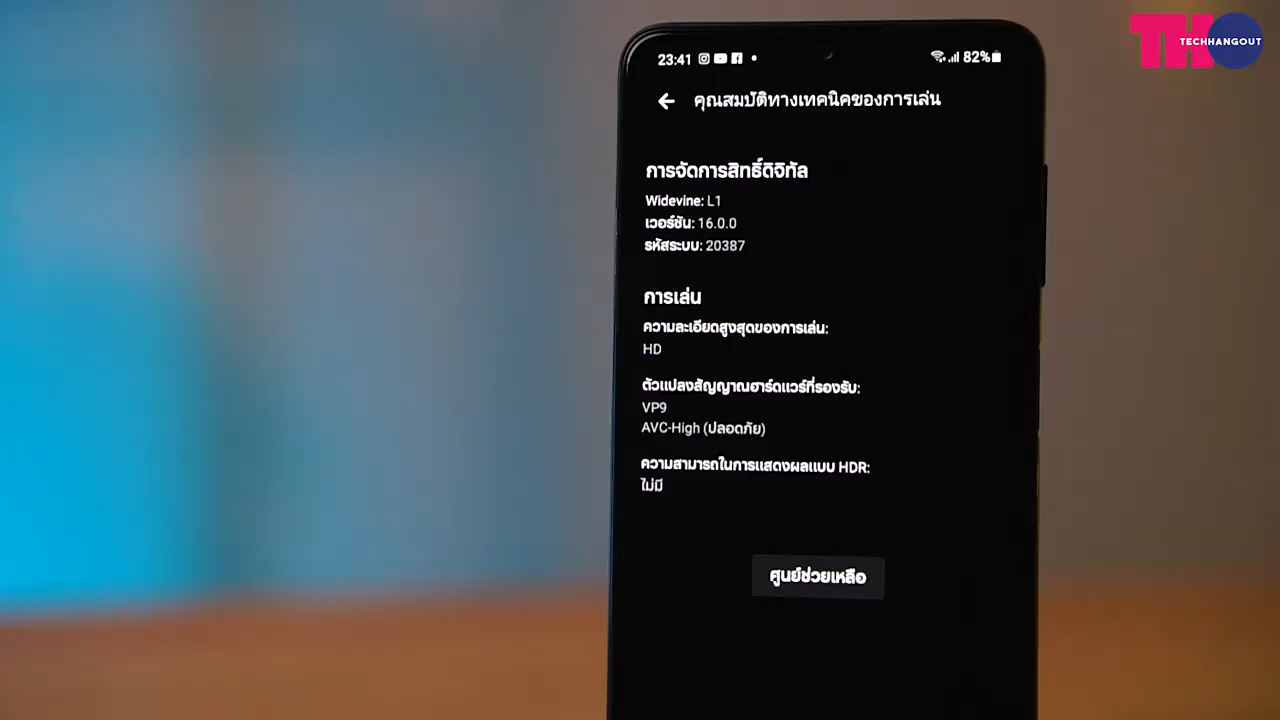 THO
TECHHANGOUT
23:41
82%
คุณสมบัติทางเทคนิคของการเล่น
การจัดการสิทธิ์ดิจิทัล
Widevine: L1
เวอร์ชัน: 16.0.0
รหัสระบบ: 20387
การเล่น
ความละเอียดสูงสุดของการเล่น:
HD
ตัวแปลงสัญญาณฮาร์ดแวร์ที่รองรับ:
VP9
AVC-High (ปลอดภัย)
ความสามารถในการแสดงผลแบบ HDR:
ไม่มี
ศูนย์ช่วยเหลือ